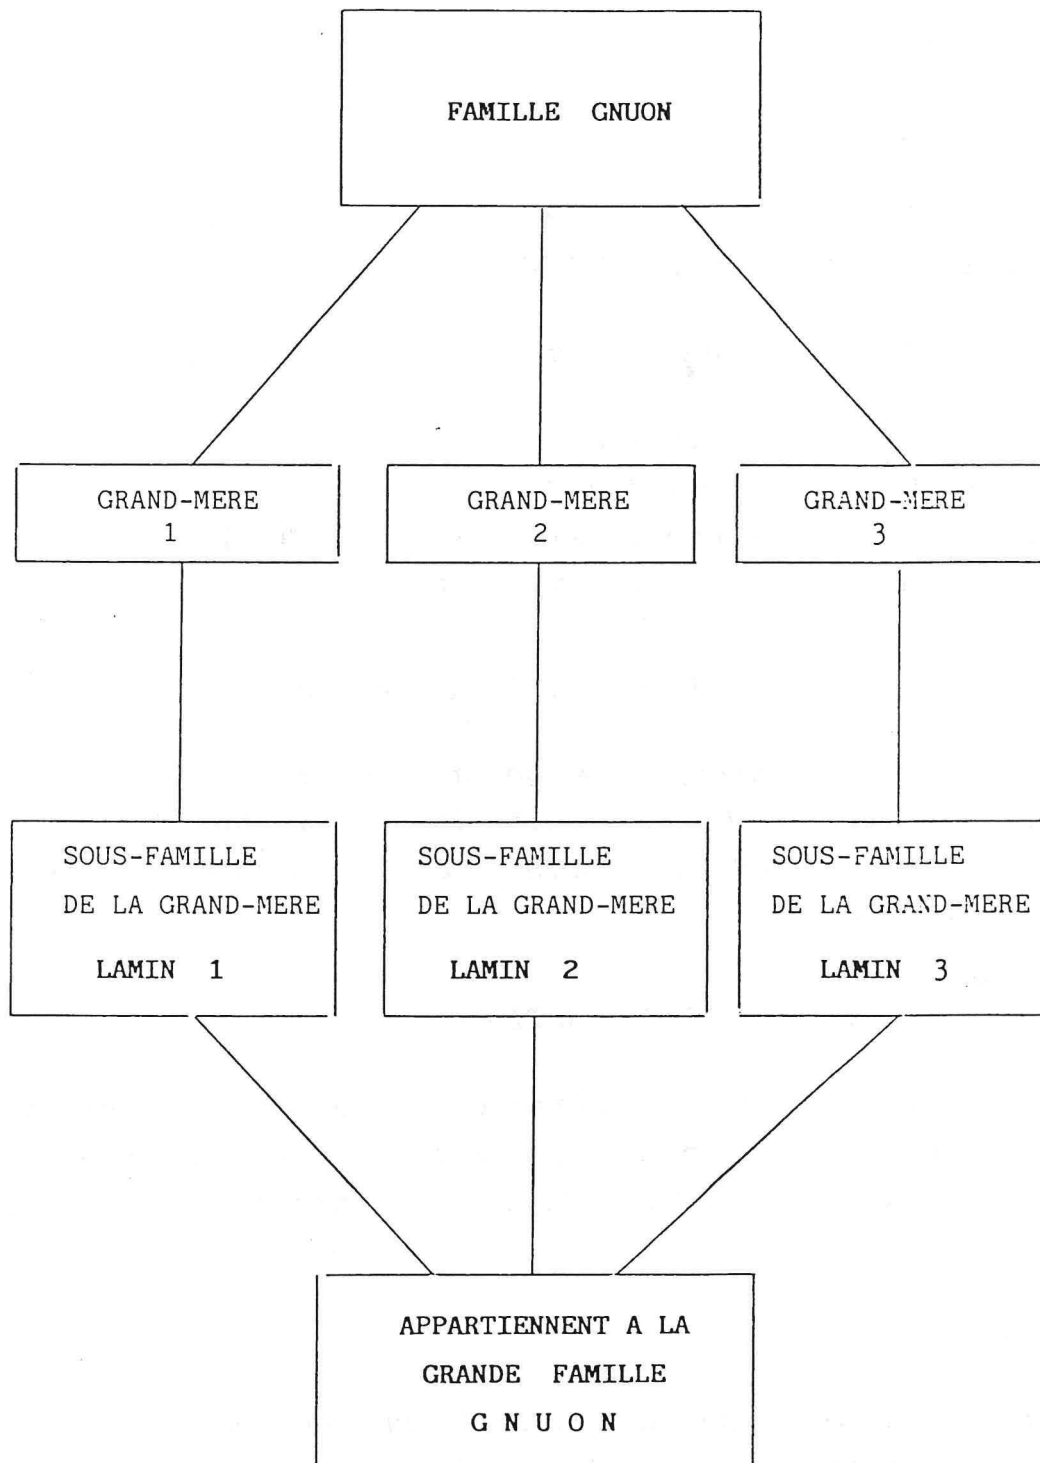 FAMILLE GNUON
GRAND-MERE
1
GRAND-MERE
2
GRAND-MERE
3
SOUS-FAMILLE
DE LA GRAND-MERE
LAMIN 1
SOUS-FAMILLE
DE LA GRAND-MERE
LAMIN 2
SOUS-FAMILLE
DE LA GRAND-MERE
LAMIN 3
APPARTIENNENT A LA
GRANDE FAMILLE
G N U O N